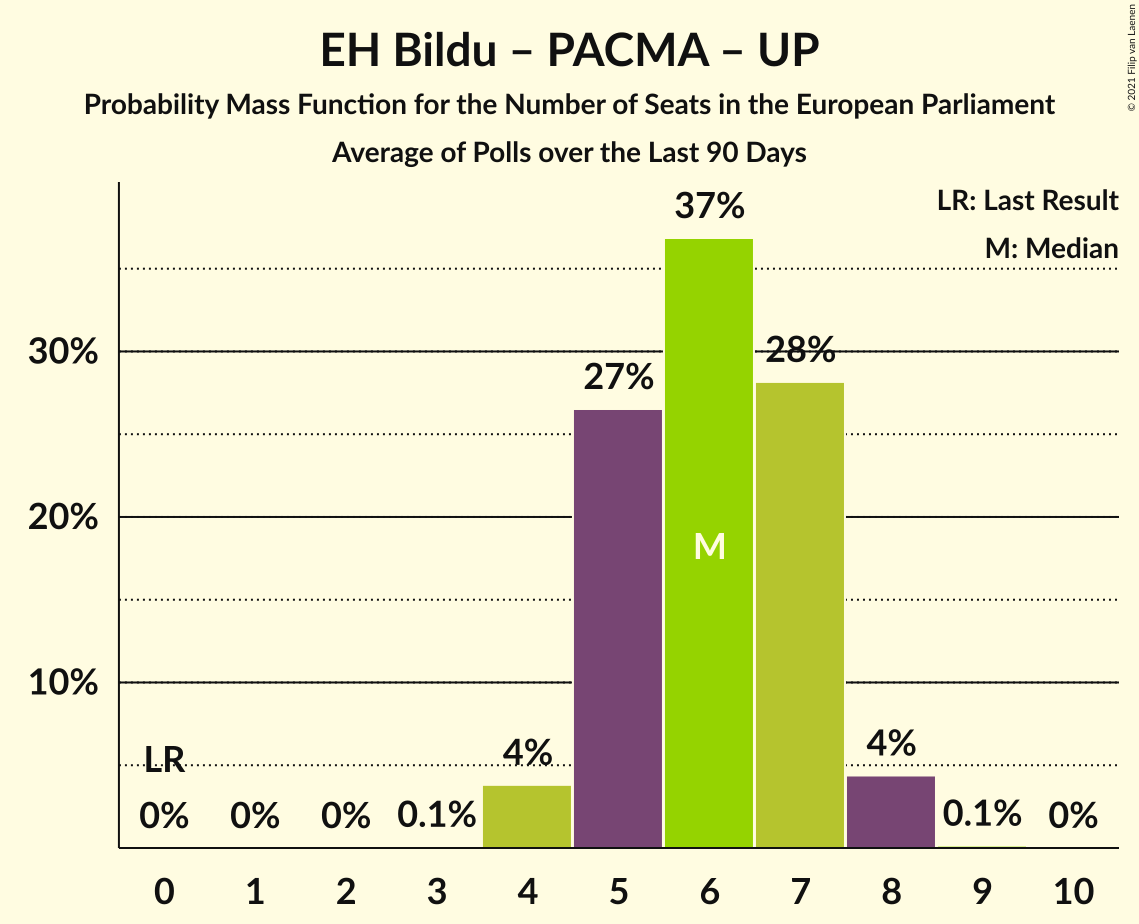 EH Bildu – PACMA – UP
Probability Mass Function for the Number of Seats in the European Parliament
Average of Polls over the Last 90 Days
© 2021 Filip van Laenen
LR: Last Result
M: Median
37%
30%
28%
27%
20%
M
10%
LR
4%
4%
0%
0%
0%
0.1%
0.1%
0%
0 1 2 3 4 5 6 7 8 9 10